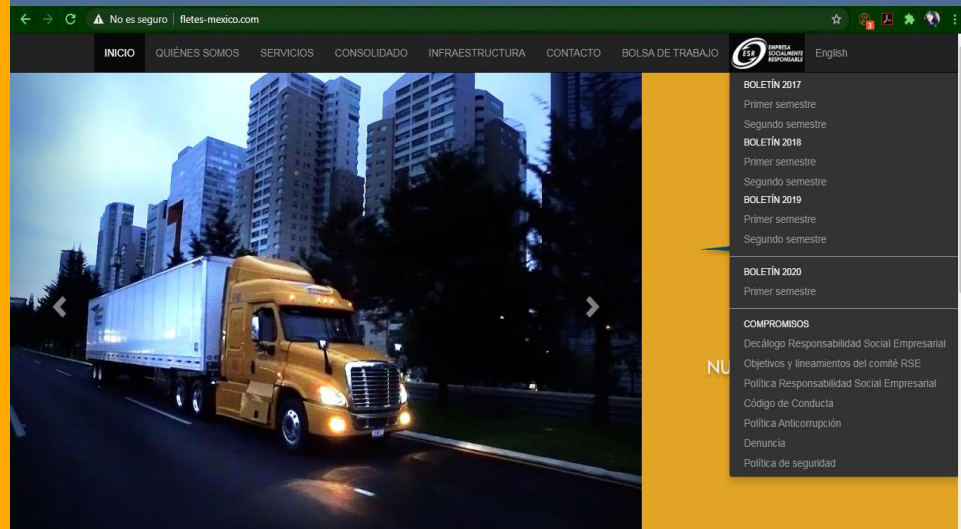 No es seguro | fletes-mexico.com
3
INICIO QUIÉNES SOMOS SERVICIOS CONSOLIDADO INFRAESTRUCTURA CONTACTO BOLSA DE TRABAJO ESR EMPRESA SOCIALMENTE RESPONSABLE English
BOLETÍN 2017
Primer semestre
Segundo semestre
BOLETÍN 2018
Primer semestre
Segundo semestre
BOLETÍN 2019
Primer semestre
Segundo semestre
BOLETÍN 2020
Primer semestre
COMPROMISOS
Decálogo Responsabilidad Social Empresarial
Objetivos y lineamientos del comité RSE
NU
Política Responsabilidad Social Empresarial
Código de Conducta
Política Anticorrupción
Denuncia
Política de seguridad